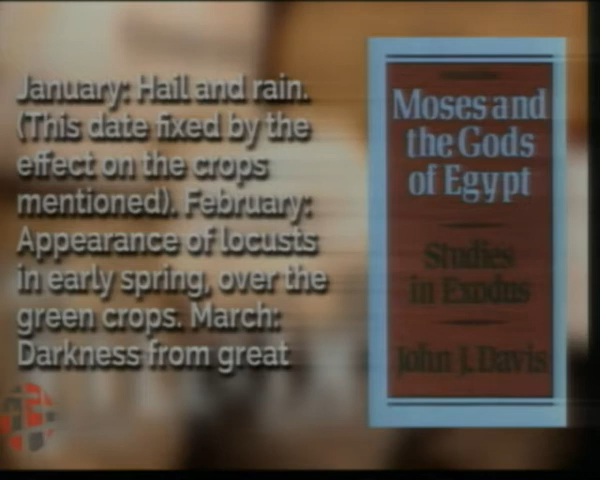 January: Hail and rain.
(This date fixed by the
effect on the crops
mentioned). February:
Appearance of locusts
in early spring, over the
green crops. March:
Darkness from great
Moses and
the Gods
of Egypt
Studies
in Exodus
John J. Davis